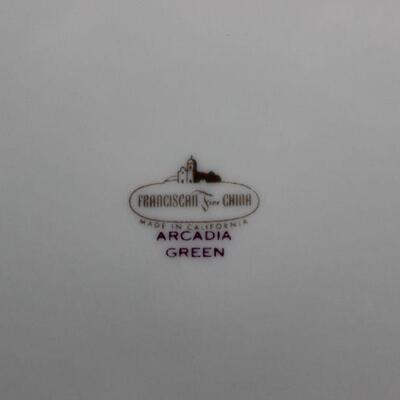 FRANCISCAN Fine CHINA
MADE IN CALIFORNIA
ARCADIA
GREEN